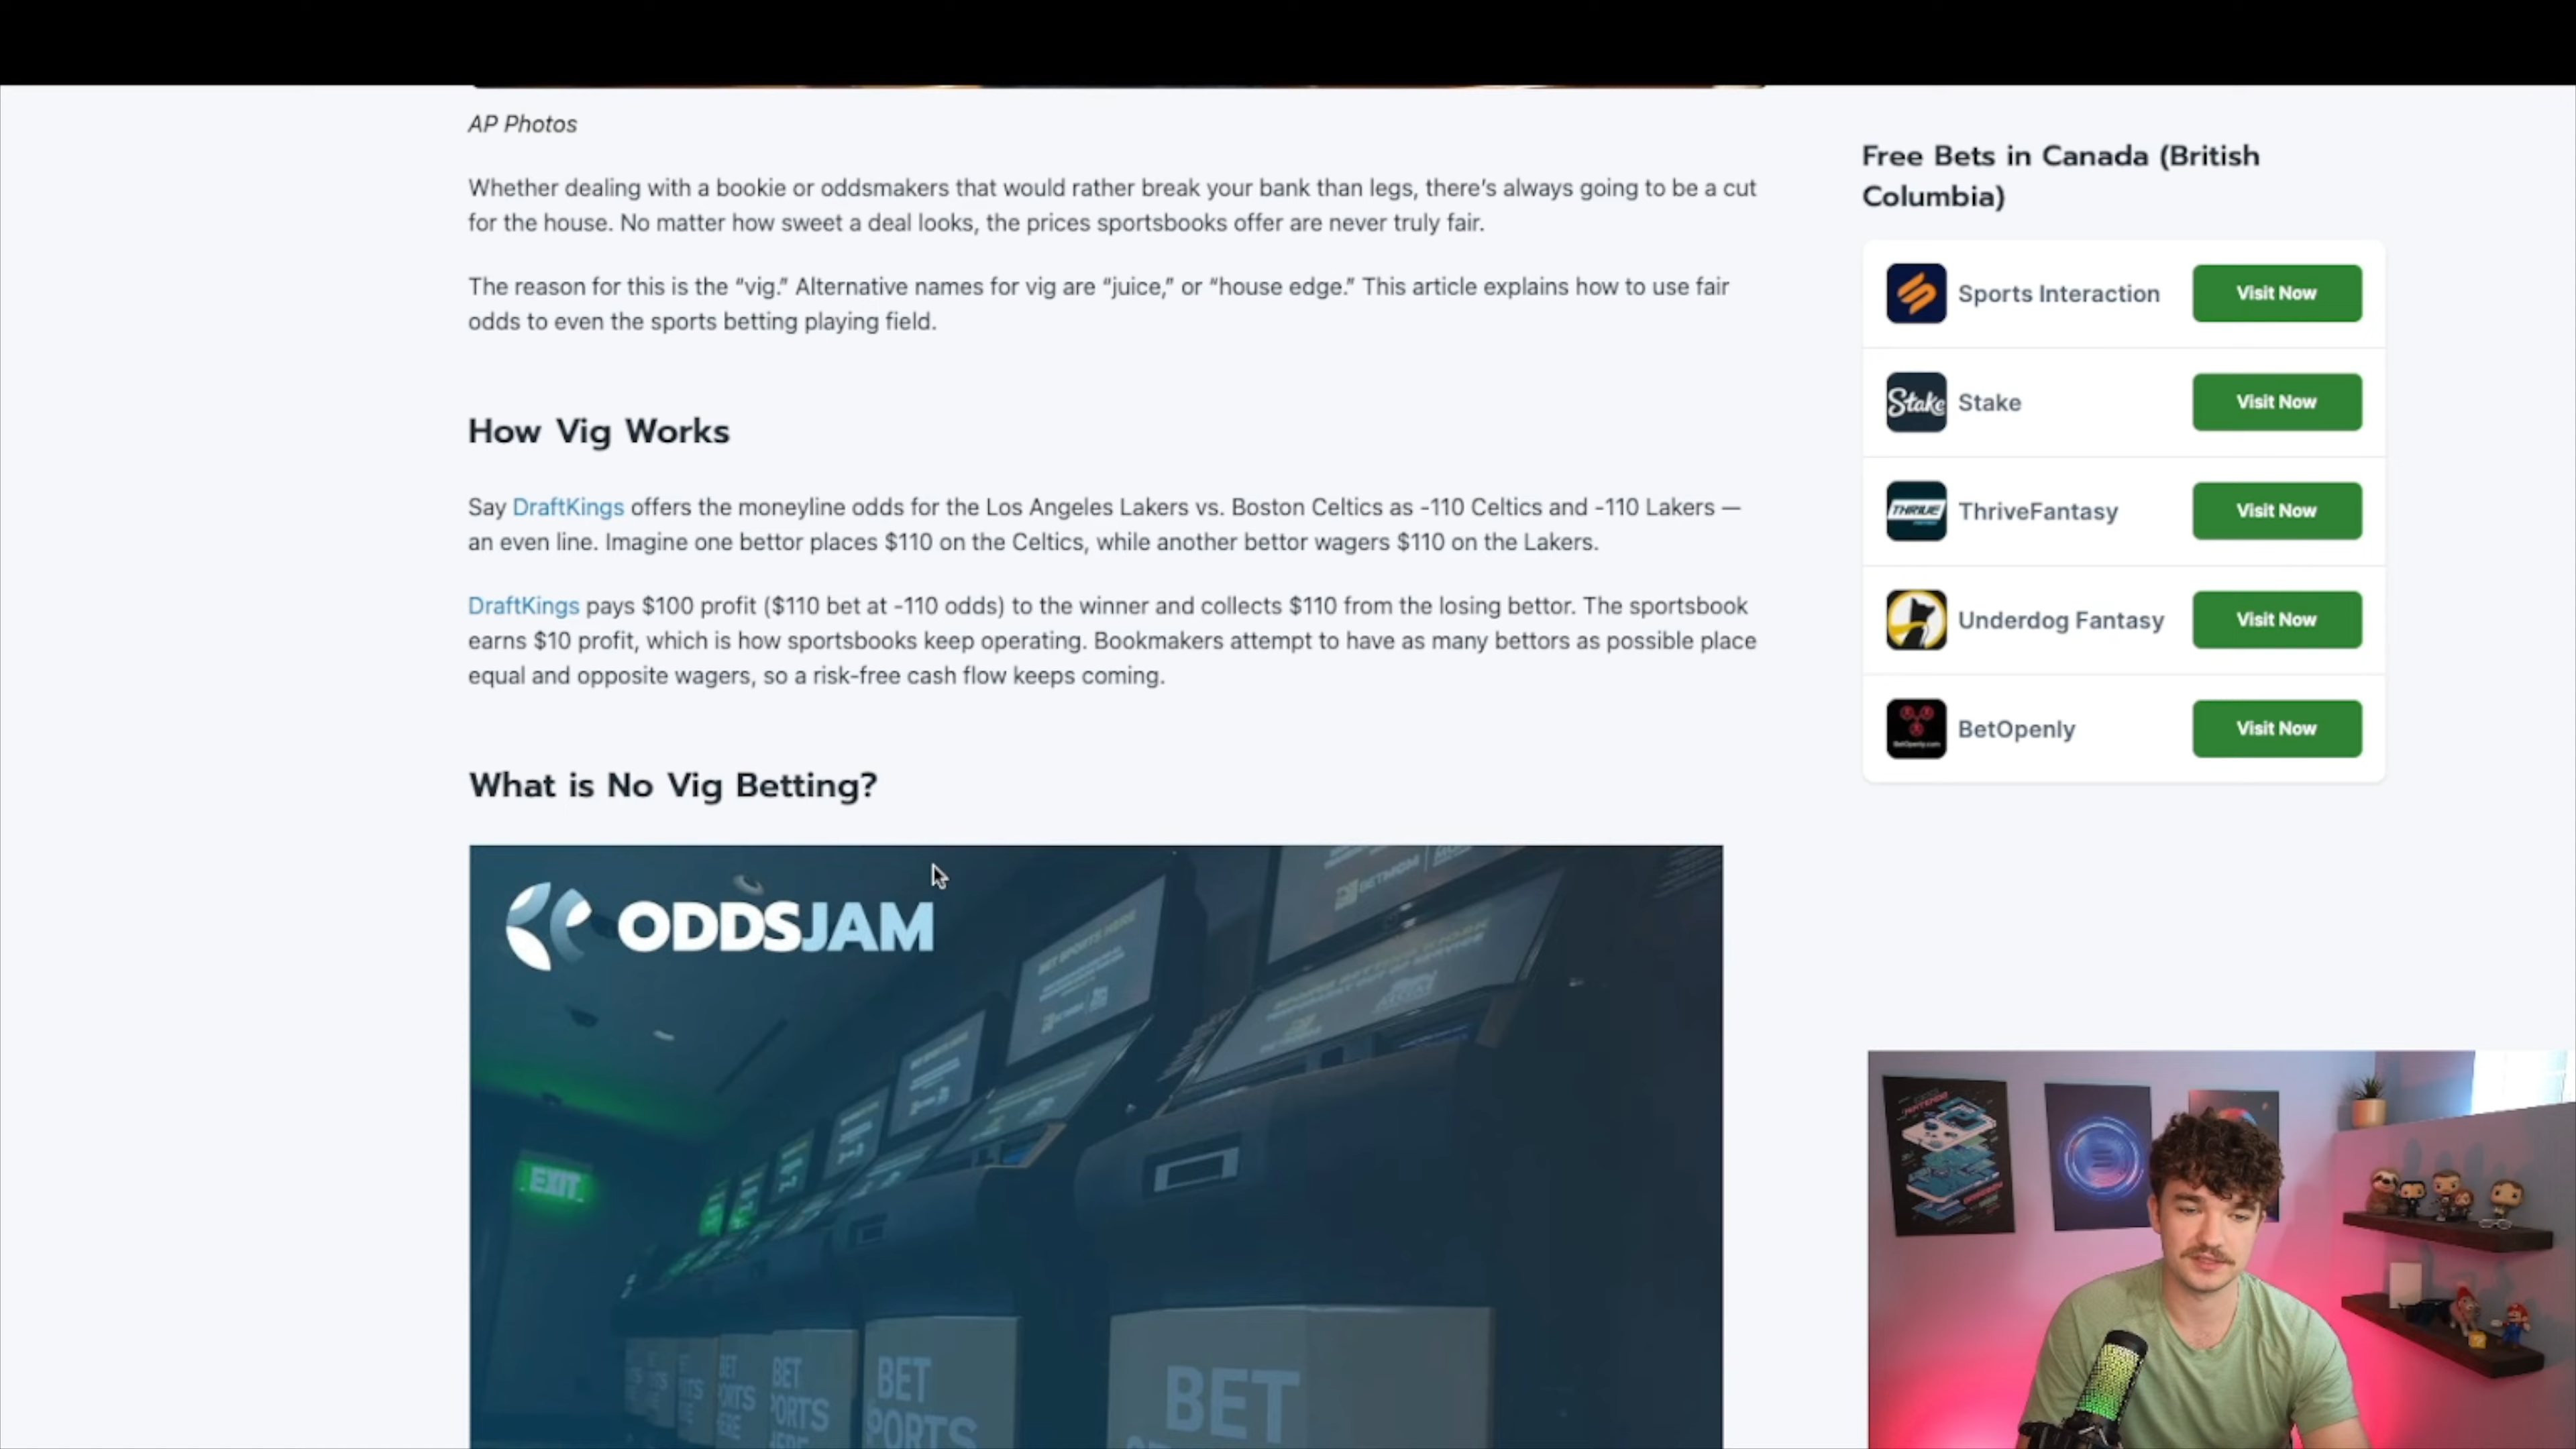 AP Photos
Whether dealing with a bookie or oddsmakers that would rather break your bank than legs, there's always going to be a cut
for the house. No matter how sweet a deal looks, the prices sportsbooks offer are never truly fair.
The reason for this is the “vig.” Alternative names for vig are “juice,” or “house edge.” This article explains how to use fair
odds to even the sports betting playing field.
How Vig Works
Say DraftKings offers the moneyline odds for the Los Angeles Lakers vs. Boston Celtics as -110 Celtics and -110 Lakers —
an even line. Imagine one bettor places $110 on the Celtics, while another bettor wagers $110 on the Lakers.
DraftKings pays $100 profit ($110 bet at -110 odds) to the winner and collects $110 from the losing bettor. The sportsbook
earns $10 profit, which is how sportsbooks keep operating. Bookmakers attempt to have as many bettors as possible place
equal and opposite wagers, so a risk-free cash flow keeps coming.
What is No Vig Betting?
ODDSJAM
BET SPORTS HERE
BETMGM
EXIT
BET
PORTS
BET
PORTS
BET
Free Bets in Canada (British
Columbia)
Sports Interaction Visit Now
Stake Stake Visit Now
THRIVE ThriveFantasy Visit Now
Underdog Fantasy Visit Now
BetOpenly Visit Now